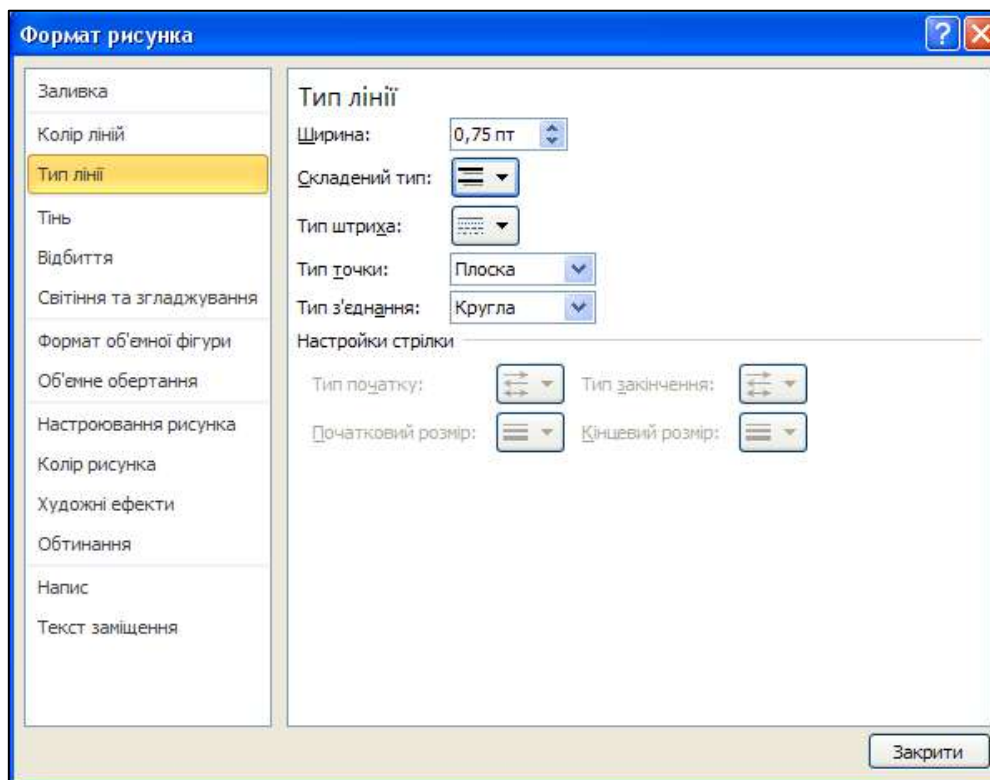 Формат рисунка
Заливка
Колір ліній
Тип лінії
Тінь
Відбиття
Світіння та згладжування
Формат об'ємної фігури
Об'ємне обертання
Настроювання рисунка
Колір рисунка
Художні ефекти
Обтинання
Напис
Текст заміщення
Тип лінії
Ширина: 0,75 пт
Складений тип:
Тип штриха:
Тип точки: Плоска
Тип з'єднання: Кругла
Настройки стрілки
Тип початку: Тип закінчення:
Початковий розмір: Кінцевий розмір:
Закрити